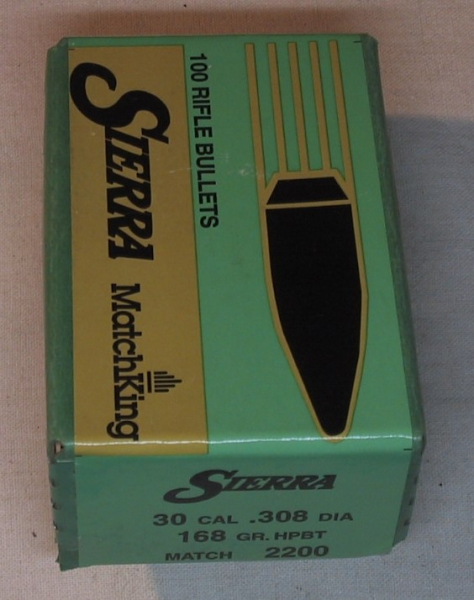 100 RIFLE BULLETS
SIERRA
MatchKing
SIERRA
30 CAL .308 DIA
168 GR. HPBT
MATCH 2200